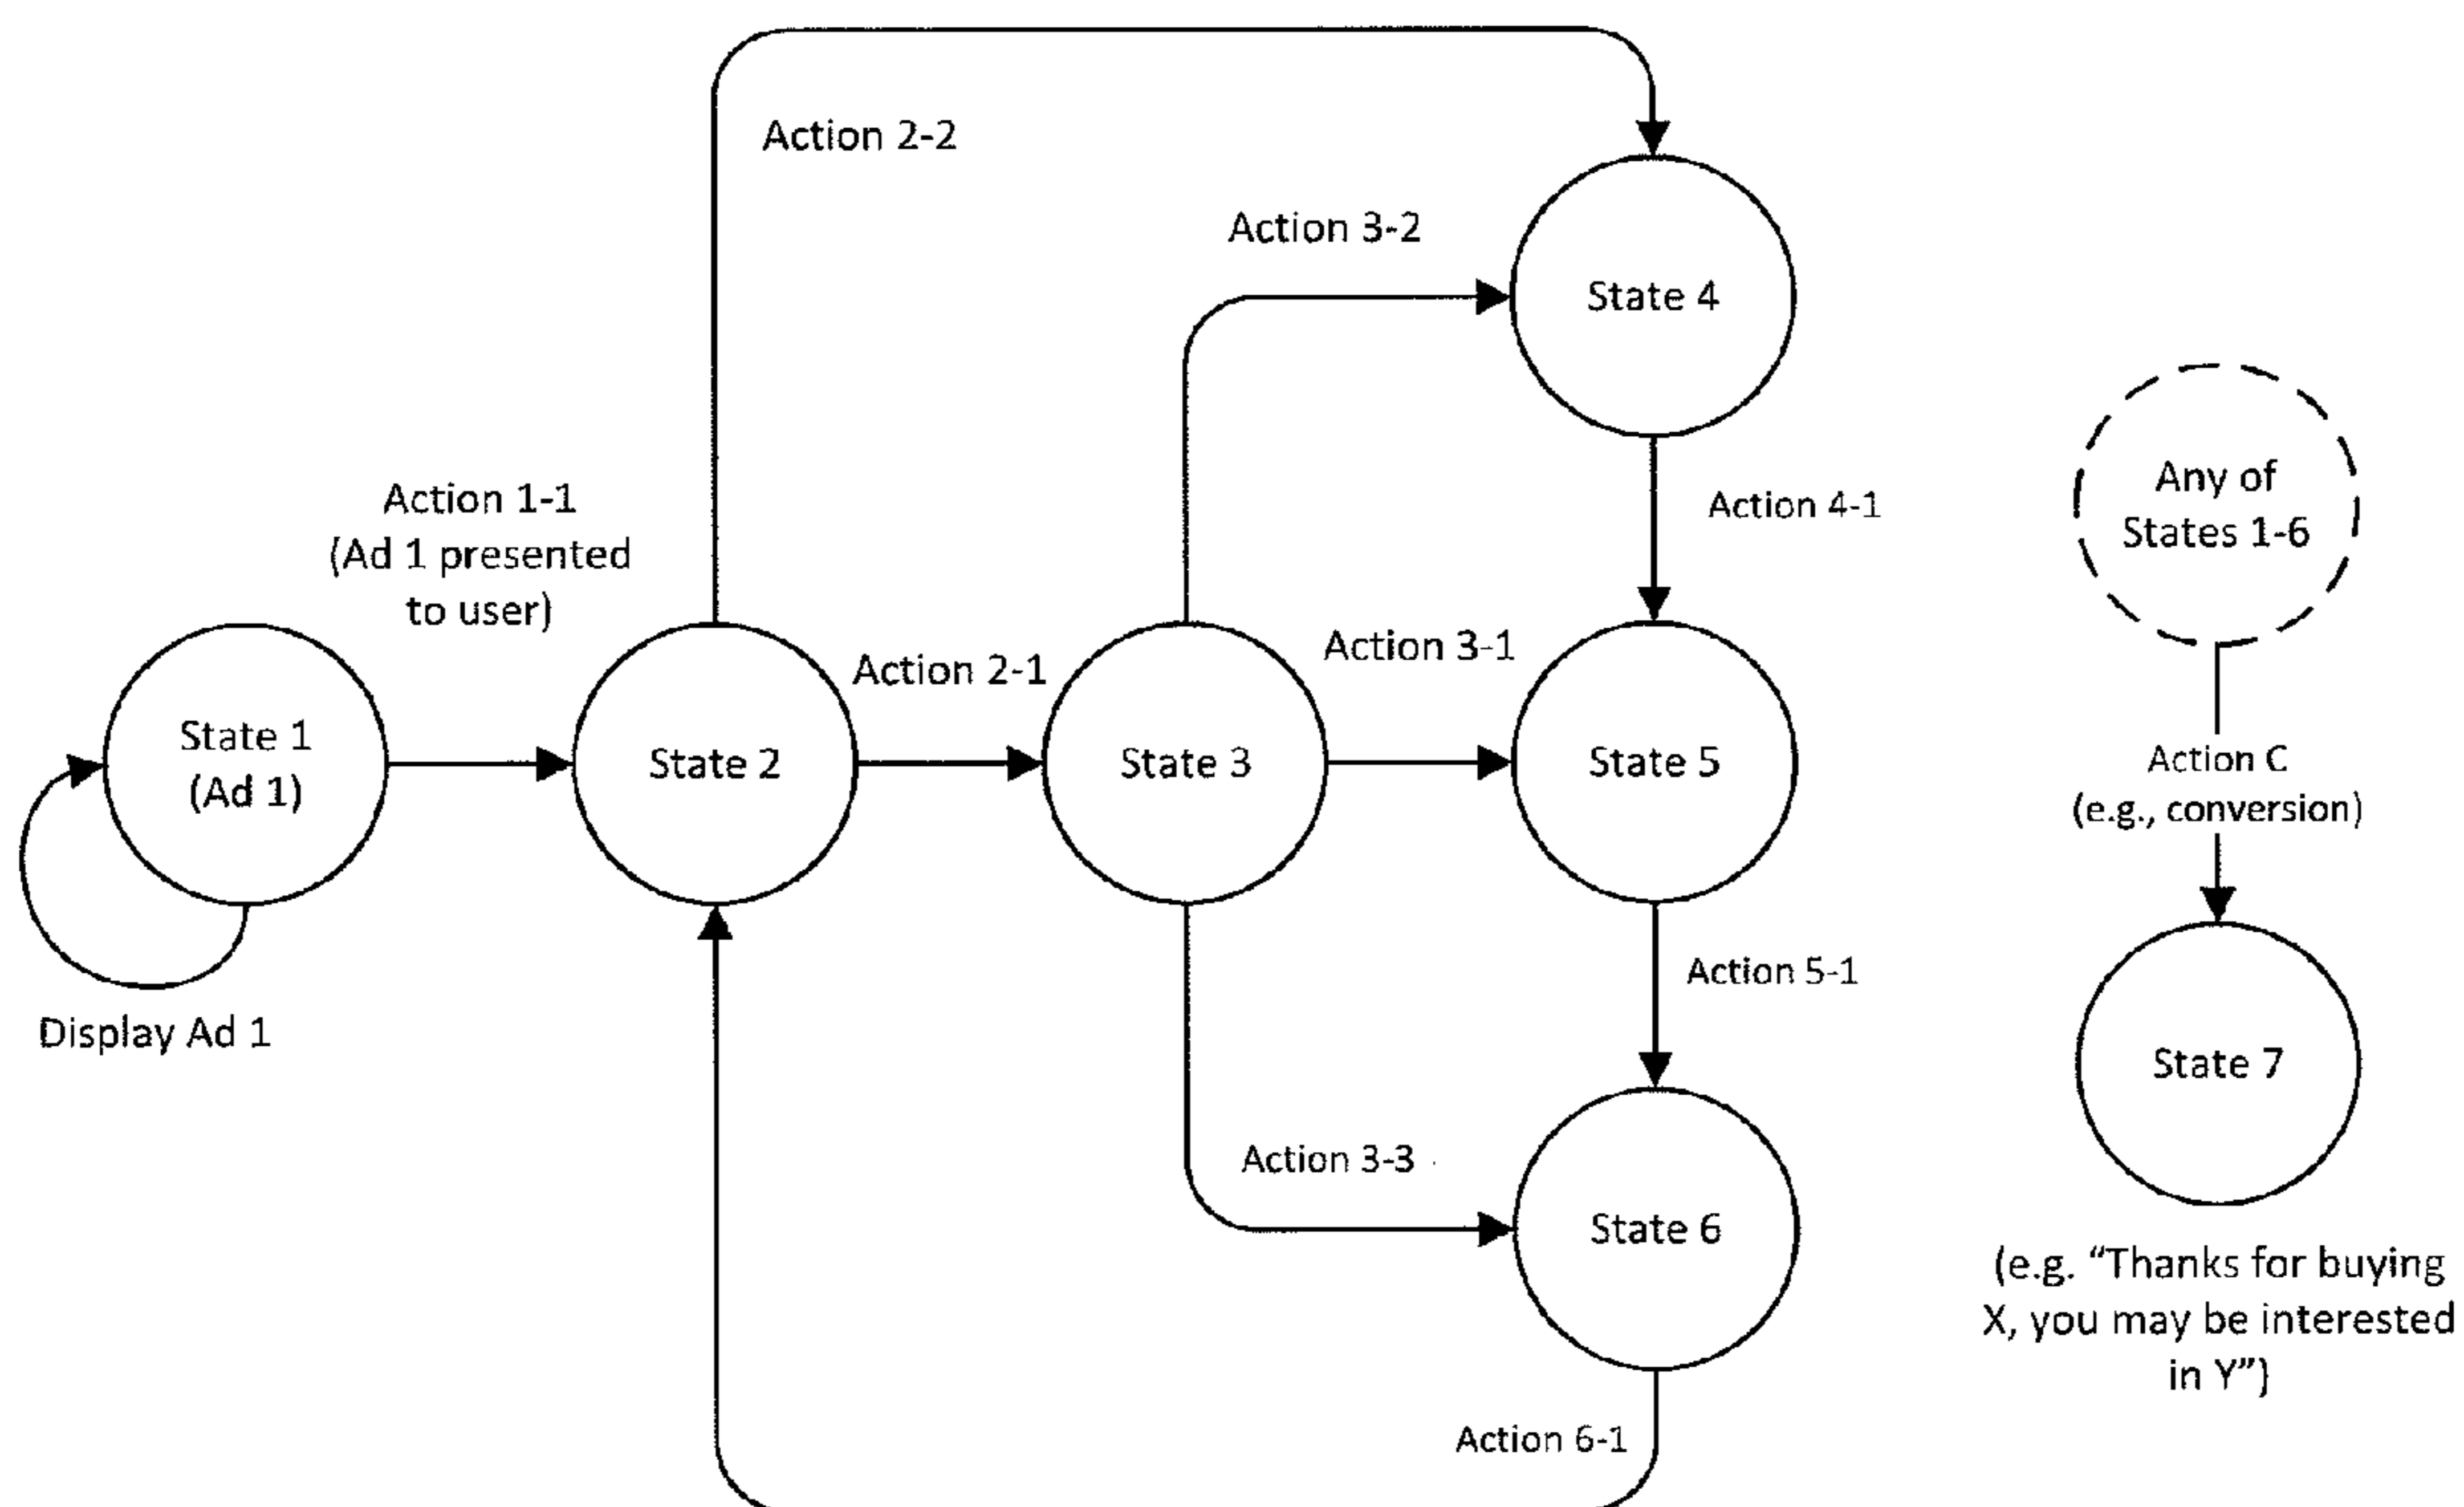 Action 2-2
Action 3-2
State 4
Any of
States 1-6
Action 4-1
Action 1-1
(Ad 1 presented
to user)
Action 2-1
Action 3-1
State 1
(Ad 1)
State 2
State 3
State 5
Action C
(e.g., conversion)
Display Ad 1
Action 5-1
State 7
Action 3-3
State 6
(e.g. “Thanks for buying
X, you may be interested
in Y”)
Action 6-1